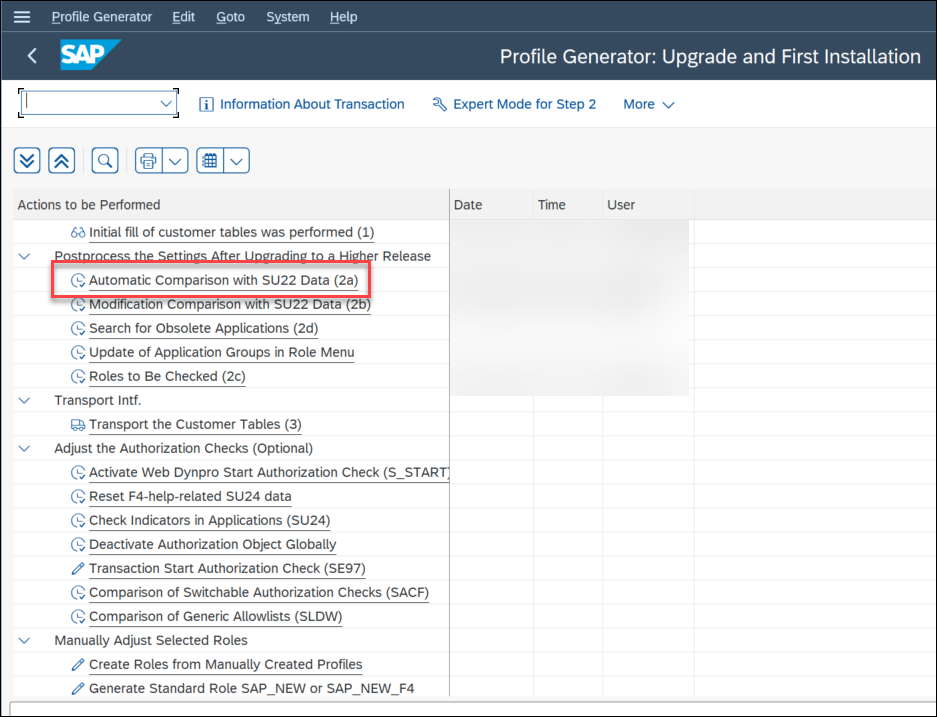 Profile Generator Edit Goto System Help
SAP Profile Generator: Upgrade and First Installation
Information About Transaction Expert Mode for Step 2 More
Actions to be Performed Date Time User
Initial fill of customer tables was performed (1)
Postprocess the Settings After Upgrading to a Higher Release
Automatic Comparison with SU22 Data (2a)
Modification Comparison with SU22 Data (2b)
Search for Obsolete Applications (2d)
Update of Application Groups in Role Menu
Roles to Be Checked (2c)
Transport Intf.
Transport the Customer Tables (3)
Adjust the Authorization Checks (Optional)
Activate Web Dynpro Start Authorization Check (S_START)
Reset F4-help-related SU24 data
Check Indicators in Applications (SU24)
Deactivate Authorization Object Globally
Transaction Start Authorization Check (SE97)
Comparison of Switchable Authorization Checks (SACF)
Comparison of Generic Allowlists (SLDW)
Manually Adjust Selected Roles
Create Roles from Manually Created Profiles
Generate Standard Role SAP_NEW or SAP_NEW_F4